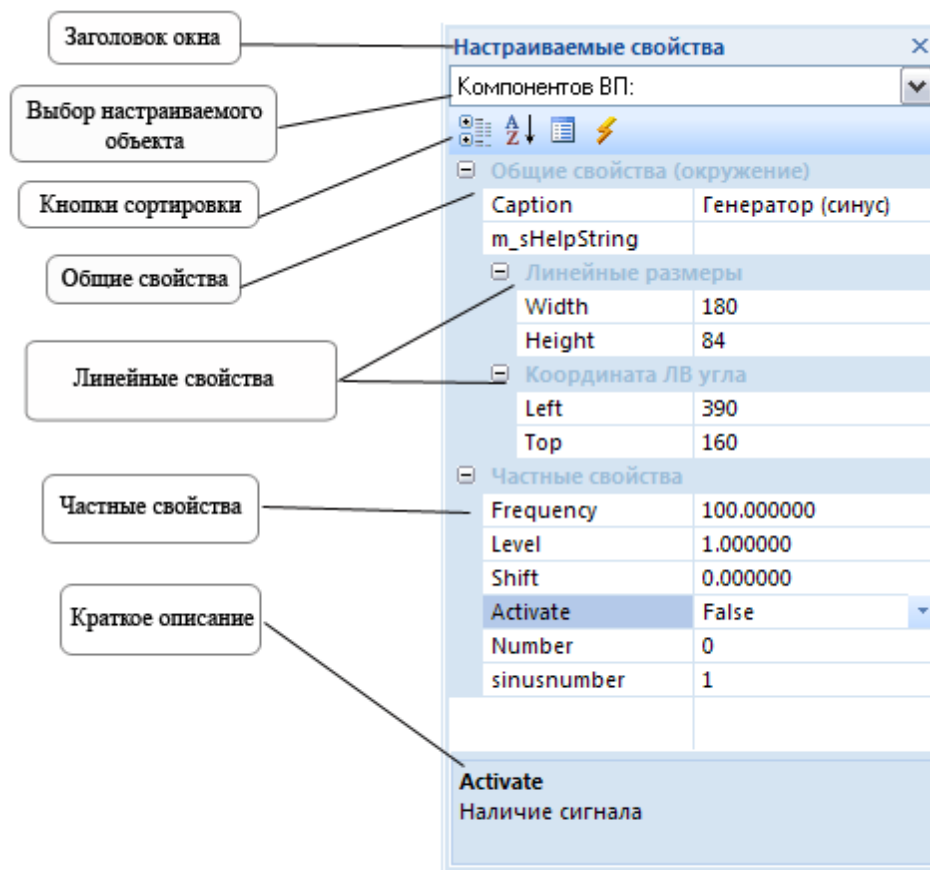 Заголовок окна
Выбор настраиваемого
объекта
Кнопки сортировки
Общие свойства
Линейные свойства
Частные свойства
Краткое описание
Настраиваемые свойства
Компонентов ВП:
Общие свойства (окружение)
Caption Генератор (синус)
m_sHelpString
Линейные размеры
Width 180
Height 84
Координата ЛВ угла
Left 390
Top 160
Частные свойства
Frequency 100.000000
Level 1.000000
Shift 0.000000
Activate False
Number 0
sinusnumber 1
Activate
Наличие сигнала